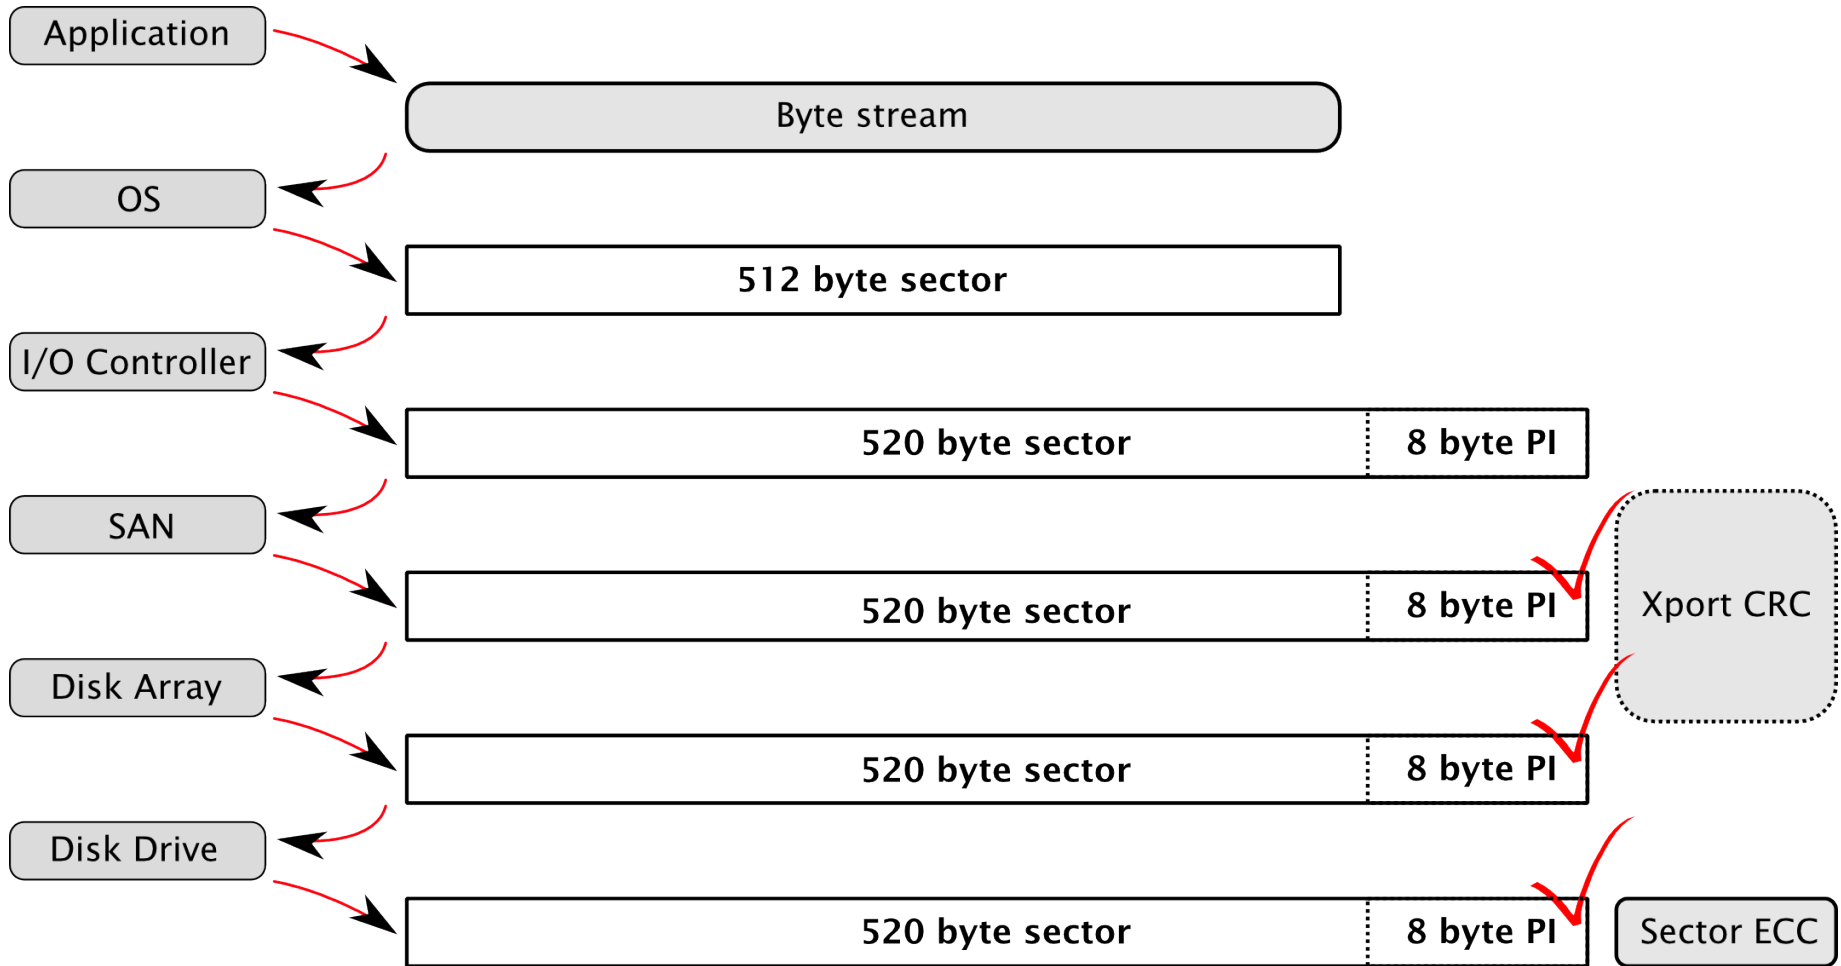 Application
Byte stream
OS
512 byte sector
I/O Controller
520 byte sector 8 byte PI
SAN
520 byte sector 8 byte PI Xport CRC
Disk Array
520 byte sector 8 byte PI
Disk Drive
520 byte sector 8 byte PI Sector ECC